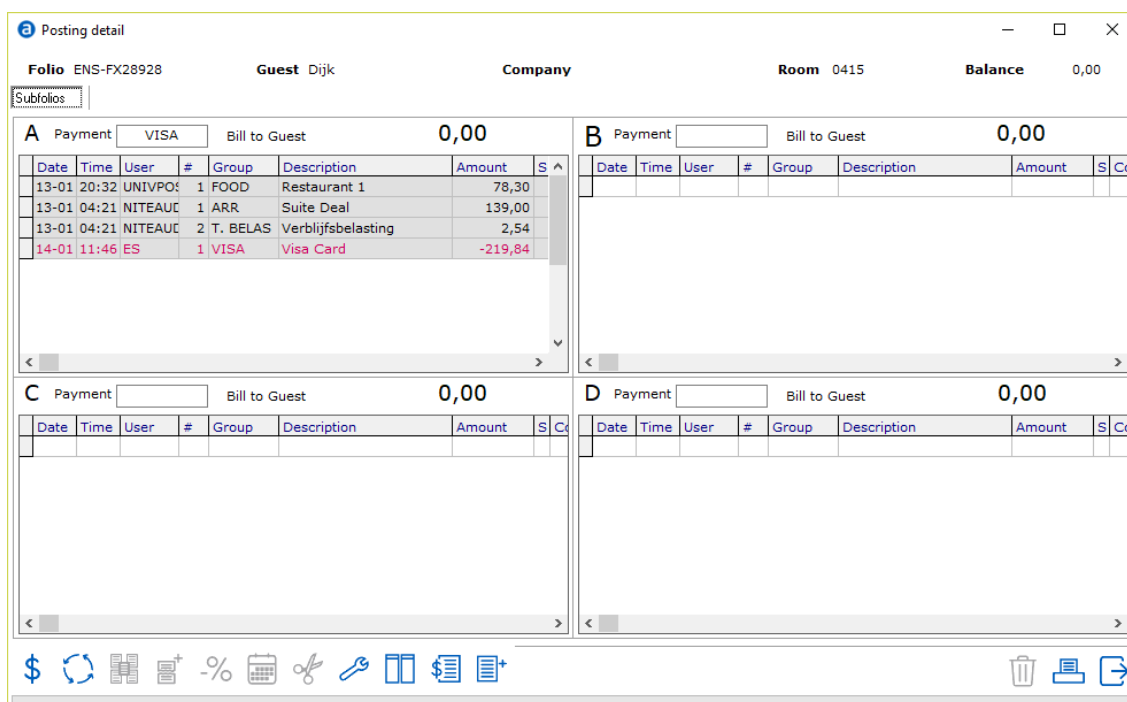 Posting detail
Folio ENS-FX28928 Guest Dijk Company Room 0415 Balance 0,00
Subfolios
A Payment VISA Bill to Guest 0,00
Date Time User # Group Description Amount S
13-01 20:32 UNIVPOS 1 FOOD Restaurant 1 78,30
13-01 04:21 NITEAUD 1 ARR Suite Deal 139,00
13-01 04:21 NITEAUD 2 T. BELAS Verblijfsbelasting 2,54
14-01 11:46 ES 1 VISA Visa Card -219,84
B Payment Bill to Guest 0,00
Date Time User # Group Description Amount S Co
C Payment Bill to Guest 0,00
Date Time User # Group Description Amount S Co
D Payment Bill to Guest 0,00
Date Time User # Group Description Amount S Co